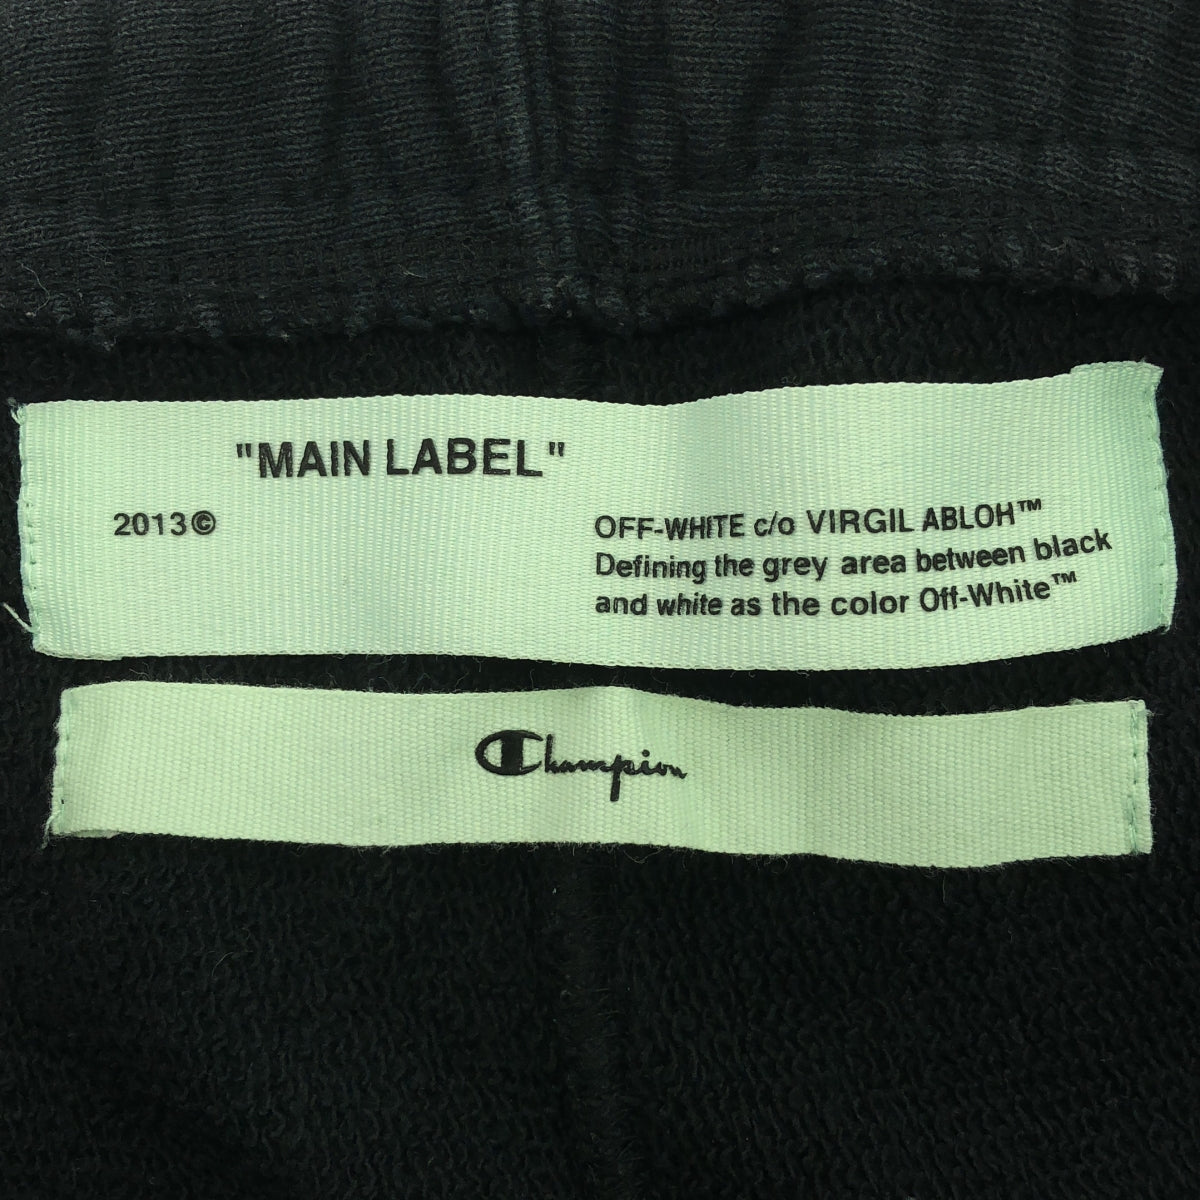 "MAIN LABEL"
2013©
OFF-WHITE c/o VIRGIL ABLOH™
Defining the grey area between black
and white as the color Off-White™
Champion